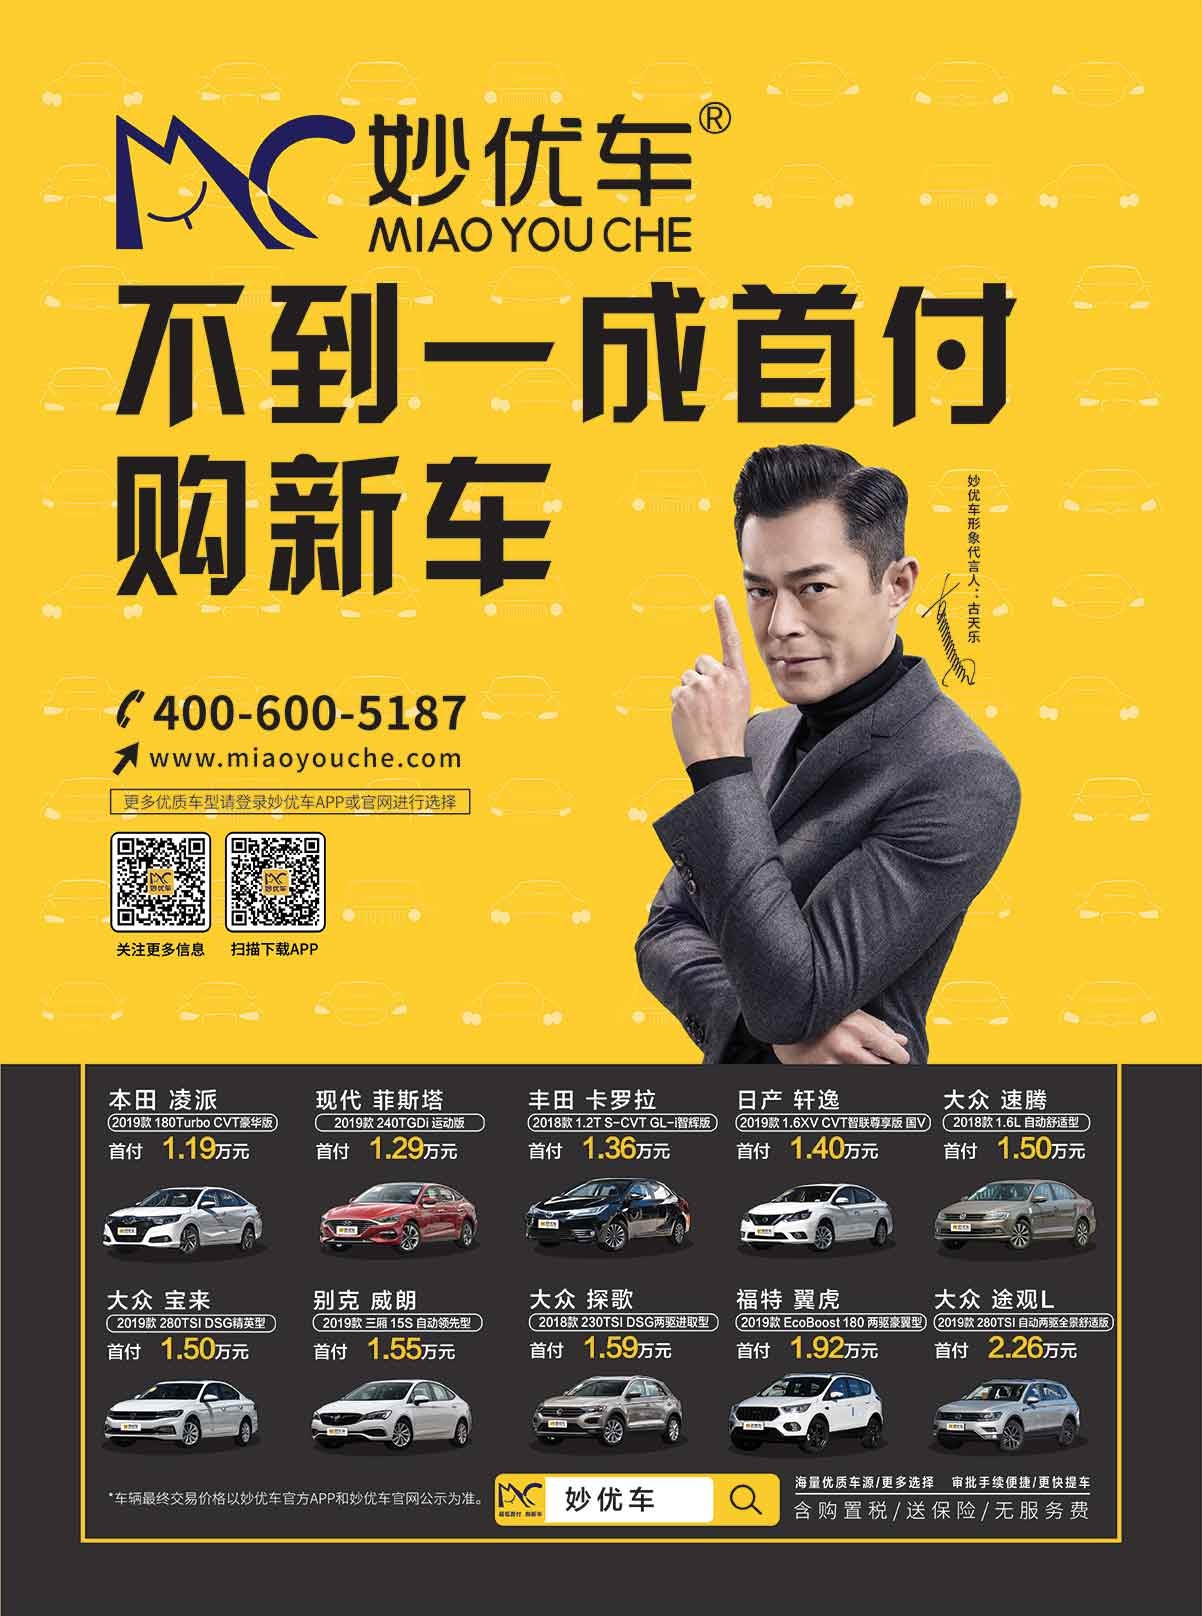 MC 妙优车®
MIAO YOU CHE
不到一成首付
购新车
妙优车形象代言人：古天乐
400-600-5187
www.miaoyouche.com
更多优质车型请登录妙优车APP或官网进行选择
妙优车
妙优车
关注更多信息
扫描下载APP
本田 凌派
2019款 180Turbo CVT豪华版
首付 1.19万元
现代 菲斯塔
2019款 240TGDi 运动版
首付 1.29万元
丰田 卡罗拉
2018款 1.2T S-CVT GL-i智辉版
首付 1.36万元
日产 轩逸
2019款 1.6XV CVT智联尊享版 国V
首付 1.40万元
大众 速腾
2018款 1.6L 自动舒适型
首付 1.50万元
大众 宝来
2019款 280TSI DSG精英型
首付 1.50万元
别克 威朗
2019款 三厢 15S 自动领先型
首付 1.55万元
大众 探歌
2018款 230TSI DSG两驱进取型
首付 1.59万元
福特 翼虎
2019款 EcoBoost 180 两驱豪翼型
首付 1.92万元
大众 途观L
2019款 280TSI 自动两驱全景舒适版
首付 2.26万元
*车辆最终交易价格以妙优车官方APP和妙优车官网公示为准。
妙优车
海量优质车源/更多选择 审批手续便捷/更快提车
含购置税/送保险/无服务费